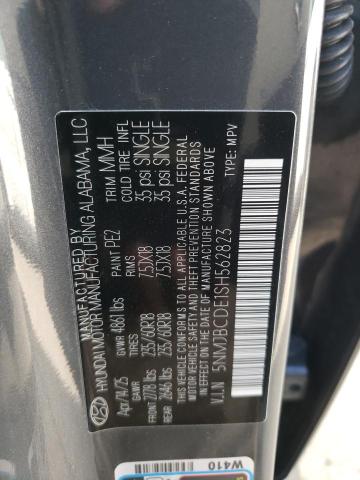 HYUNDAI MANUFACTURED BY
HYUNDAI MOTOR MANUFACTURING ALABAMA, LLC
Apr/14/25 GVWR 4861 lbs PAINT PE2 TRIM MMH
GAWR TIRES RIMS COLD TIRE INFL
FRONT 2778 lbs 235/60R18 7.5JX18 35 psi SINGLE
REAR 2646 lbs 235/60R18 7.5JX18 35 psi SINGLE
THIS VEHICLE CONFORMS TO ALL APPLICABLE U.S.A. FEDERAL
MOTOR VEHICLE SAFETY AND THEFT PREVENTION STANDARDS
IN EFFECT ON THE DATE OF MANUFACTURE SHOWN ABOVE.
V.I.N 5NMJBCDE1SH562823 TYPE: MPV
W410